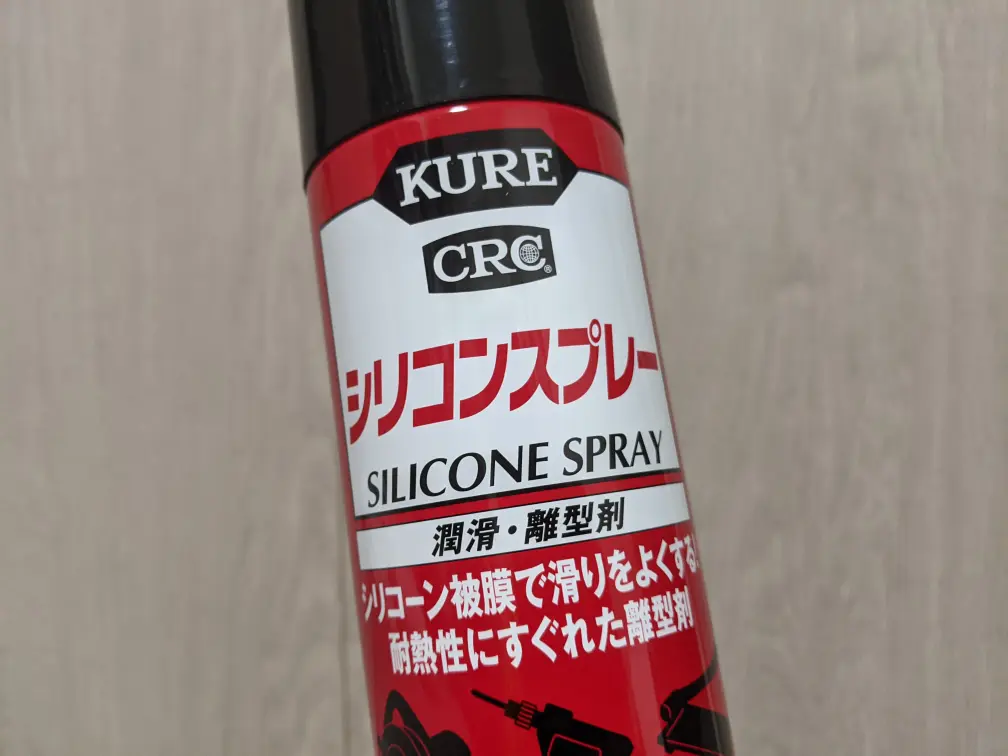 KURE
CRC®
シリコンスプレー
SILICONE SPRAY
潤滑・離型剤
シリコーン被膜で滑りをよくする!
耐熱性にすぐれた離型剤